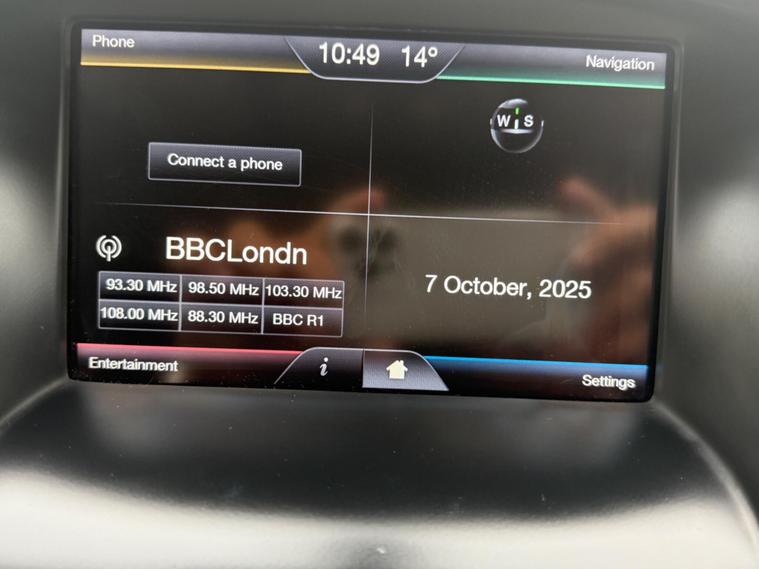 Phone
10:49 14°
Navigation
W S
Connect a phone
BBCLondn
93.30 MHz 98.50 MHz 103.30 MHz
108.00 MHz 88.30 MHz BBC R1
7 October, 2025
Entertainment
i
Settings